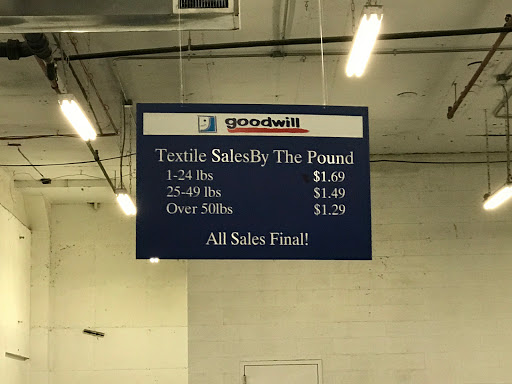 goodwill
Textile SalesBy The Pound
1-24 lbs $1.69
25-49 lbs $1.49
Over 50lbs $1.29
All Sales Final!